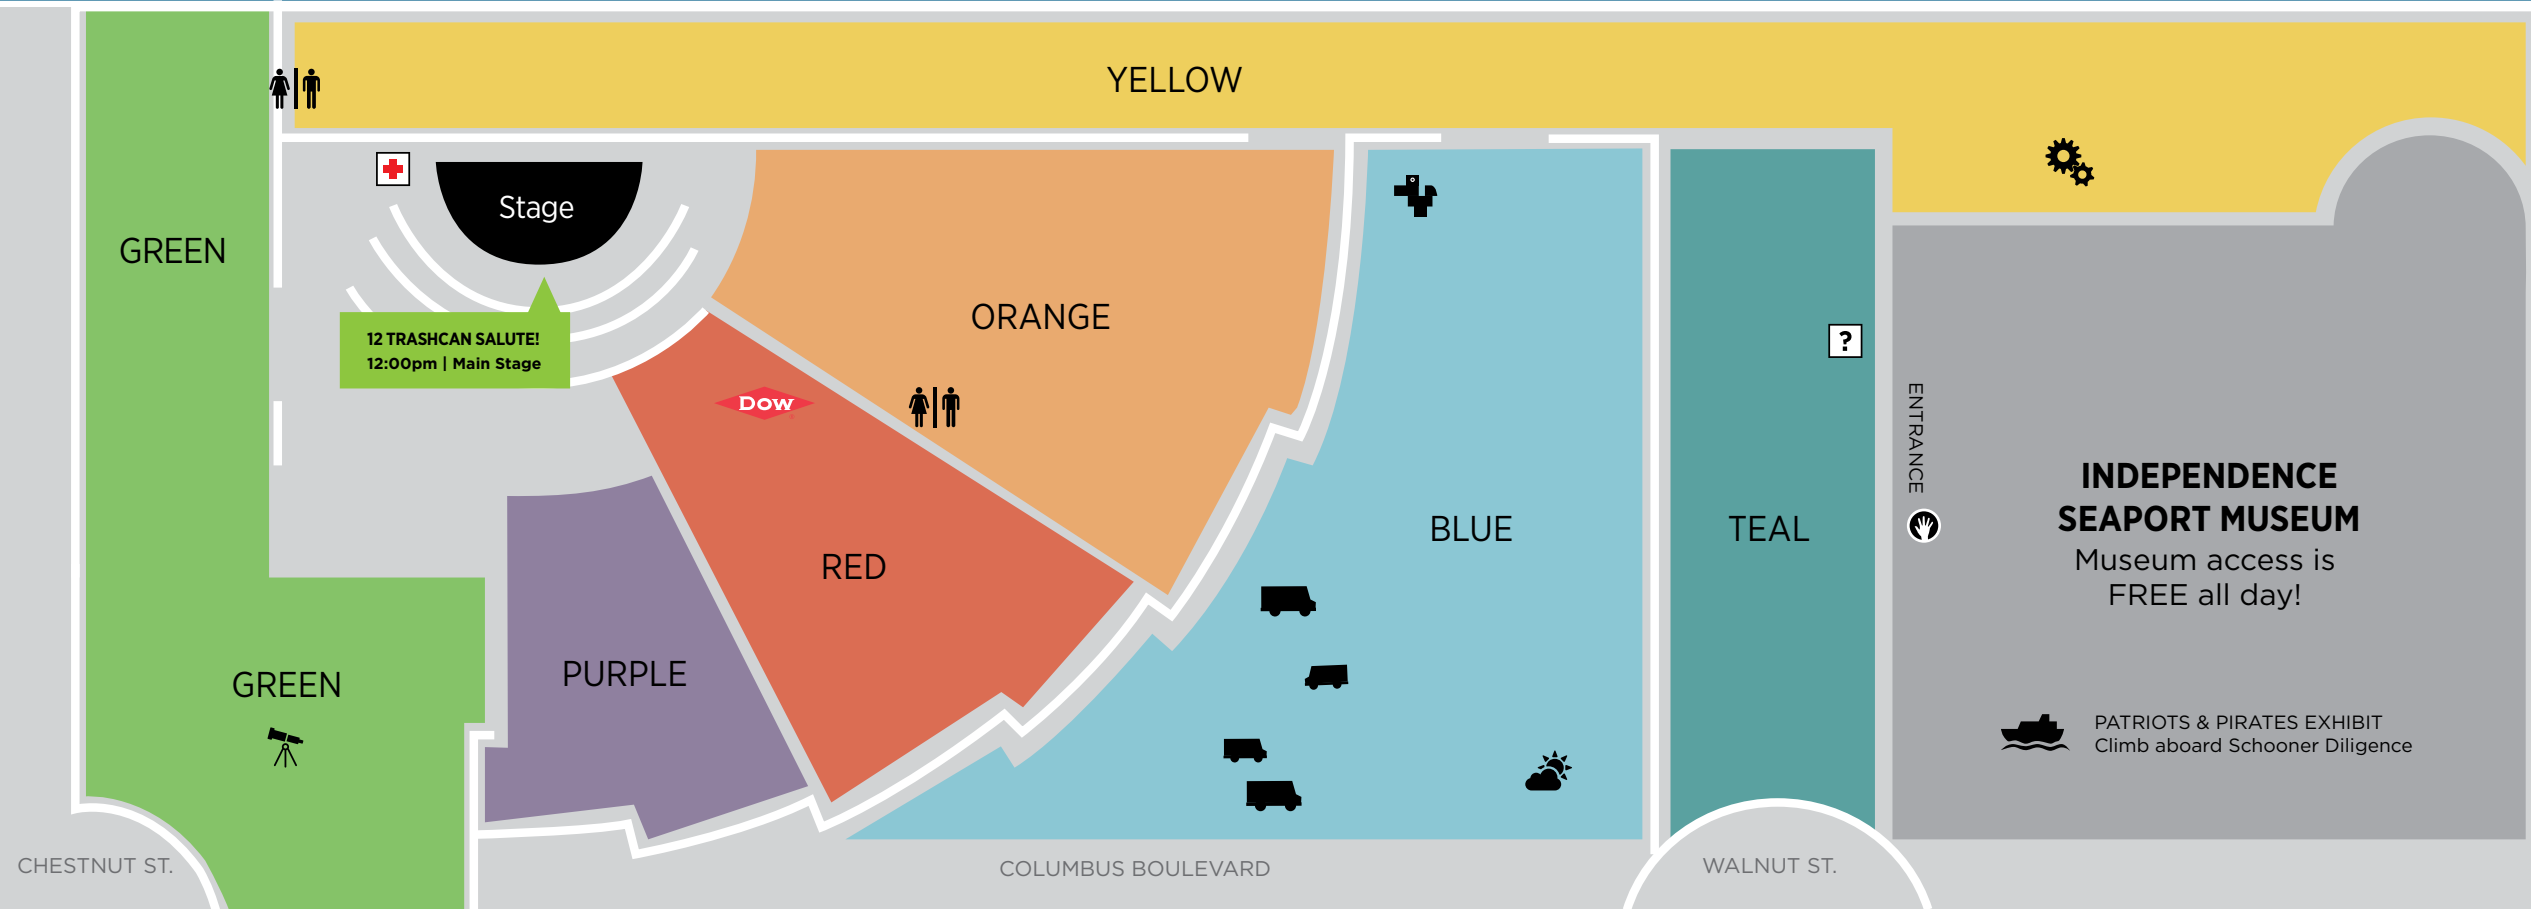 YELLOW
Stage
GREEN
ORANGE
12 TRASHCAN SALUTE!
12:00pm | Main Stage
Dow
?
ENTRANCE
INDEPENDENCE
SEAPORT MUSEUM
Museum access is
FREE all day!
BLUE
TEAL
RED
PURPLE
GREEN
PATRIOTS & PIRATES EXHIBIT
Climb aboard Schooner Diligence
CHESTNUT ST.
COLUMBUS BOULEVARD
WALNUT ST.